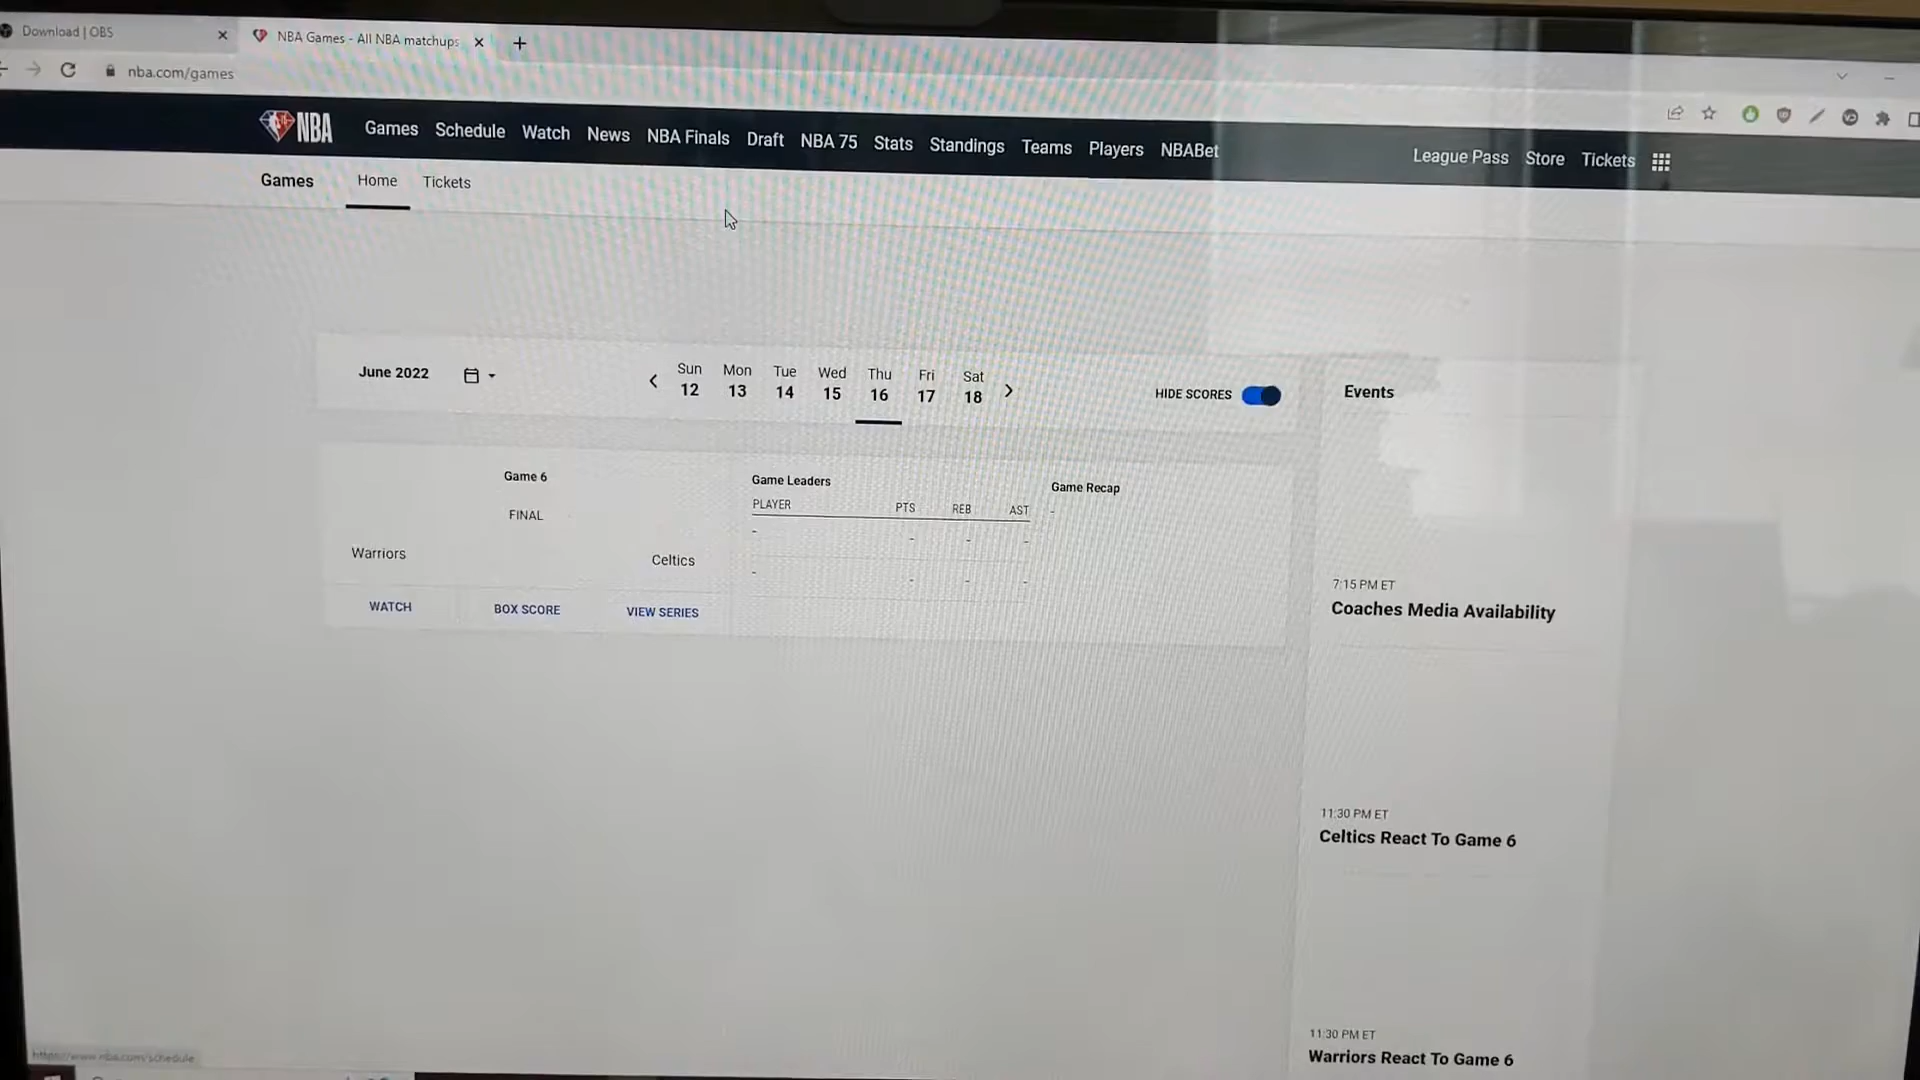 Download | OBS
NBA Games - All NBA matchups
nba.com/games
NBA Games Schedule Watch News NBA Finals Draft NBA 75 Stats Standings Teams Players NBABet League Pass Store Tickets
Games Home Tickets
June 2022
Sun Mon Tue Wed Thu Fri Sat
12 13 14 15 16 17 18
HIDE SCORES
Events
Game 6
FINAL
Warriors
Celtics
WATCH
BOX SCORE
VIEW SERIES
Game Leaders
PLAYER PTS REB AST
- - - -
- - - -
Game Recap
-
7:15 PM ET
Coaches Media Availability
11:30 PM ET
Celtics React To Game 6
11:30 PM ET
Warriors React To Game 6
https://www.nba.com/schedule